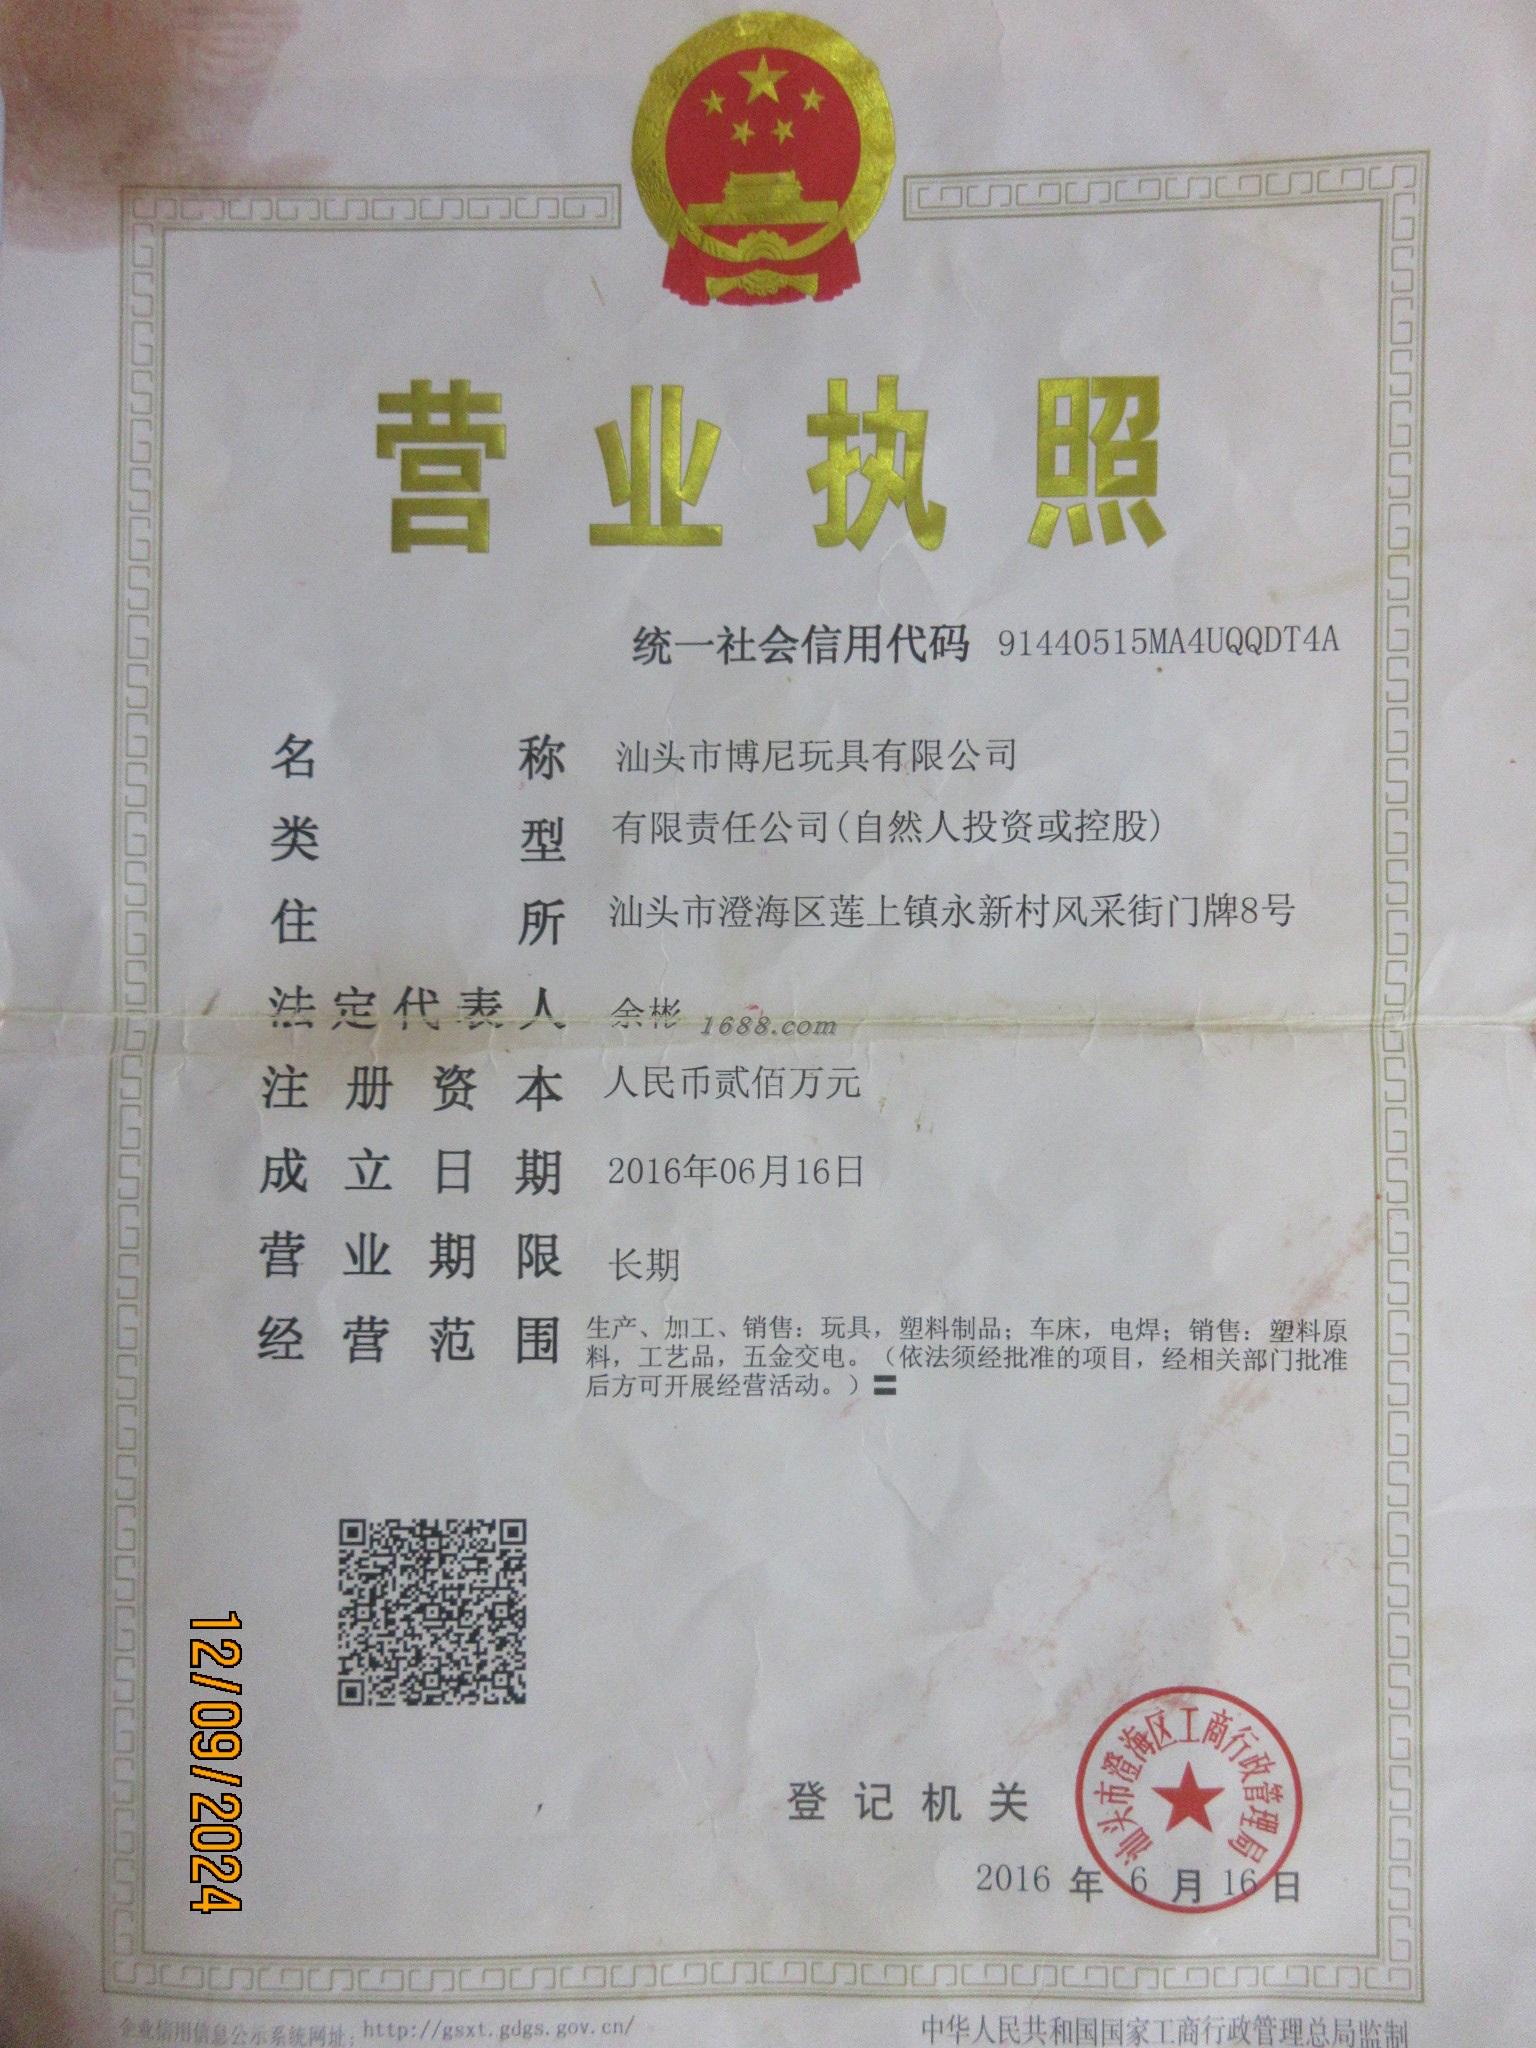 营业执照
统一社会信用代码 91440515MA4UQQDT4A
名称 汕头市博尼玩具有限公司
类型 有限责任公司(自然人投资或控股)
住所 汕头市澄海区莲上镇永新村风采街门牌8号
法定代表人 余彬
1688.com
注册资本 人民币贰佰万元
成立日期 2016年06月16日
营业期限 长期
经营范围 生产、加工、销售：玩具，塑料制品；车床，电焊；销售：塑料原
料，工艺品，五金交电。（依法须经批准的项目，经相关部门批准
后方可开展经营活动。）〓
12/09/2024
登记机关
汕头市澄海区工商行政管理局
2016年6月16日
企业信用信息公示系统网址：http://gsxt.gdgs.gov.cn/
中华人民共和国国家工商行政管理总局监制